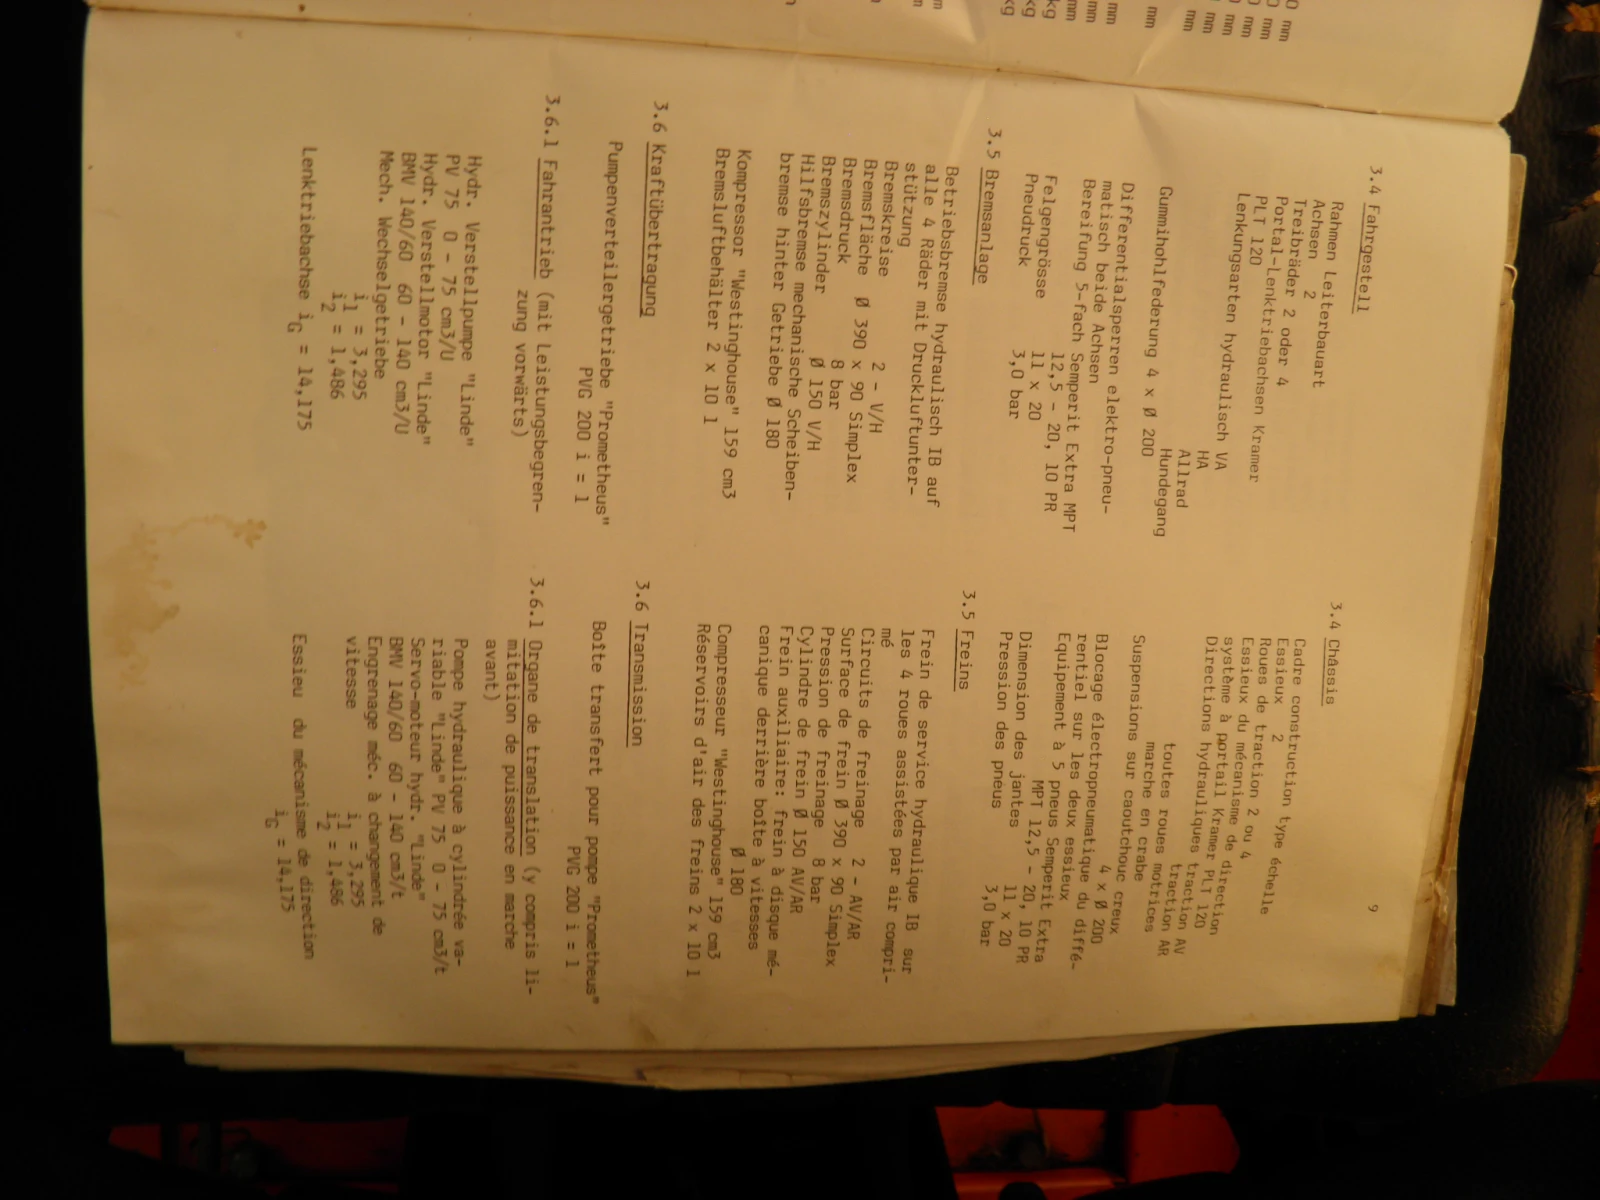 0 mm
0 mm
mm
mm
mm
mm
mm
mm
mm
mm
kg
kg
kg
9
3.4 Fahrgestell
Rahmen Leiterbauart
Achsen 2
Treibräder 2 oder 4
Portal-Lenktriebachsen Kramer
PLT 120
Lenkungsarten hydraulisch VA
HA
Allrad
Hundegang
Gummihohlfederung 4 x Ø 200
Differentialsperren elektro-pneu-
matisch beide Achsen
Bereifung 5-fach Semperit Extra MPT
12,5 - 20, 10 PR
Felgengrösse 11 x 20
Pneudruck 3,0 bar
3.5 Bremsanlage
Betriebsbremse hydraulisch IB auf
alle 4 Räder mit Druckluftunter-
stützung
Bremskreise 2 - V/H
Bremsfläche Ø 390 x 90 Simplex
Bremsdruck 8 bar
Bremszylinder Ø 150 V/H
Hilfsbremse mechanische Scheiben-
bremse hinter Getriebe Ø 180
Kompressor "Westinghouse" 159 cm3
Bremsluftbehälter 2 x 10 l
3.6 Kraftübertragung
Pumpenverteilergetriebe "Prometheus"
PVG 200 i = 1
3.6.1 Fahrantrieb (mit Leistungsbegren-
zung vorwärts)
Hydr. Verstellpumpe "Linde"
PV 75 0 - 75 cm3/U
Hydr. Verstellmotor "Linde"
BMV 140/60 60 - 140 cm3/U
Mech. Wechselgetriebe
i1 = 3,295
i2 = 1,486
Lenktriebachse iG = 14,175
3.4 Châssis
Cadre construction type échelle
Essieux 2
Roues de traction 2 ou 4
Essieux du mécanisme de direction
système à portail Kramer PLT 120
Directions hydrauliques traction AV
traction AR
toutes roues motrices
marche en crabe
Suspensions sur caoutchouc creux
4 x Ø 200
Blocage électropneumatique du diffé-
rentiel sur les deux essieux
Equipement à 5 pneus Semperit Extra
MPT 12,5 - 20, 10 PR
Dimension des jantes 11 x 20
Pression des pneus 3,0 bar
3.5 Freins
Frein de service hydraulique IB sur
les 4 roues assistées par air compri-
mé
Circuits de freinage 2 - AV/AR
Surface de frein Ø 390 x 90 Simplex
Pression de freinage 8 bar
Cylindre de frein Ø 150 AV/AR
Frein auxiliaire: frein à disque mé-
canique derrière boîte à vitesses
Ø 180
Compresseur "Westinghouse" 159 cm3
Réservoirs d'air des freins 2 x 10 l
3.6 Transmission
Boîte transfert pour pompe "Prometheus"
PVG 200 i = 1
3.6.1 Organe de translation (y compris li-
mitation de puissance en marche
avant)
Pompe hydraulique à cylindrée va-
riable "Linde" PV 75 0 - 75 cm3/t
Servo-moteur hydr. "Linde"
BMV 140/60 60 - 140 cm3/t
Engrenage méc. à changement de
vitesse i1 = 3,295
i2 = 1,486
Essieu du mécanisme de direction
iG = 14,175